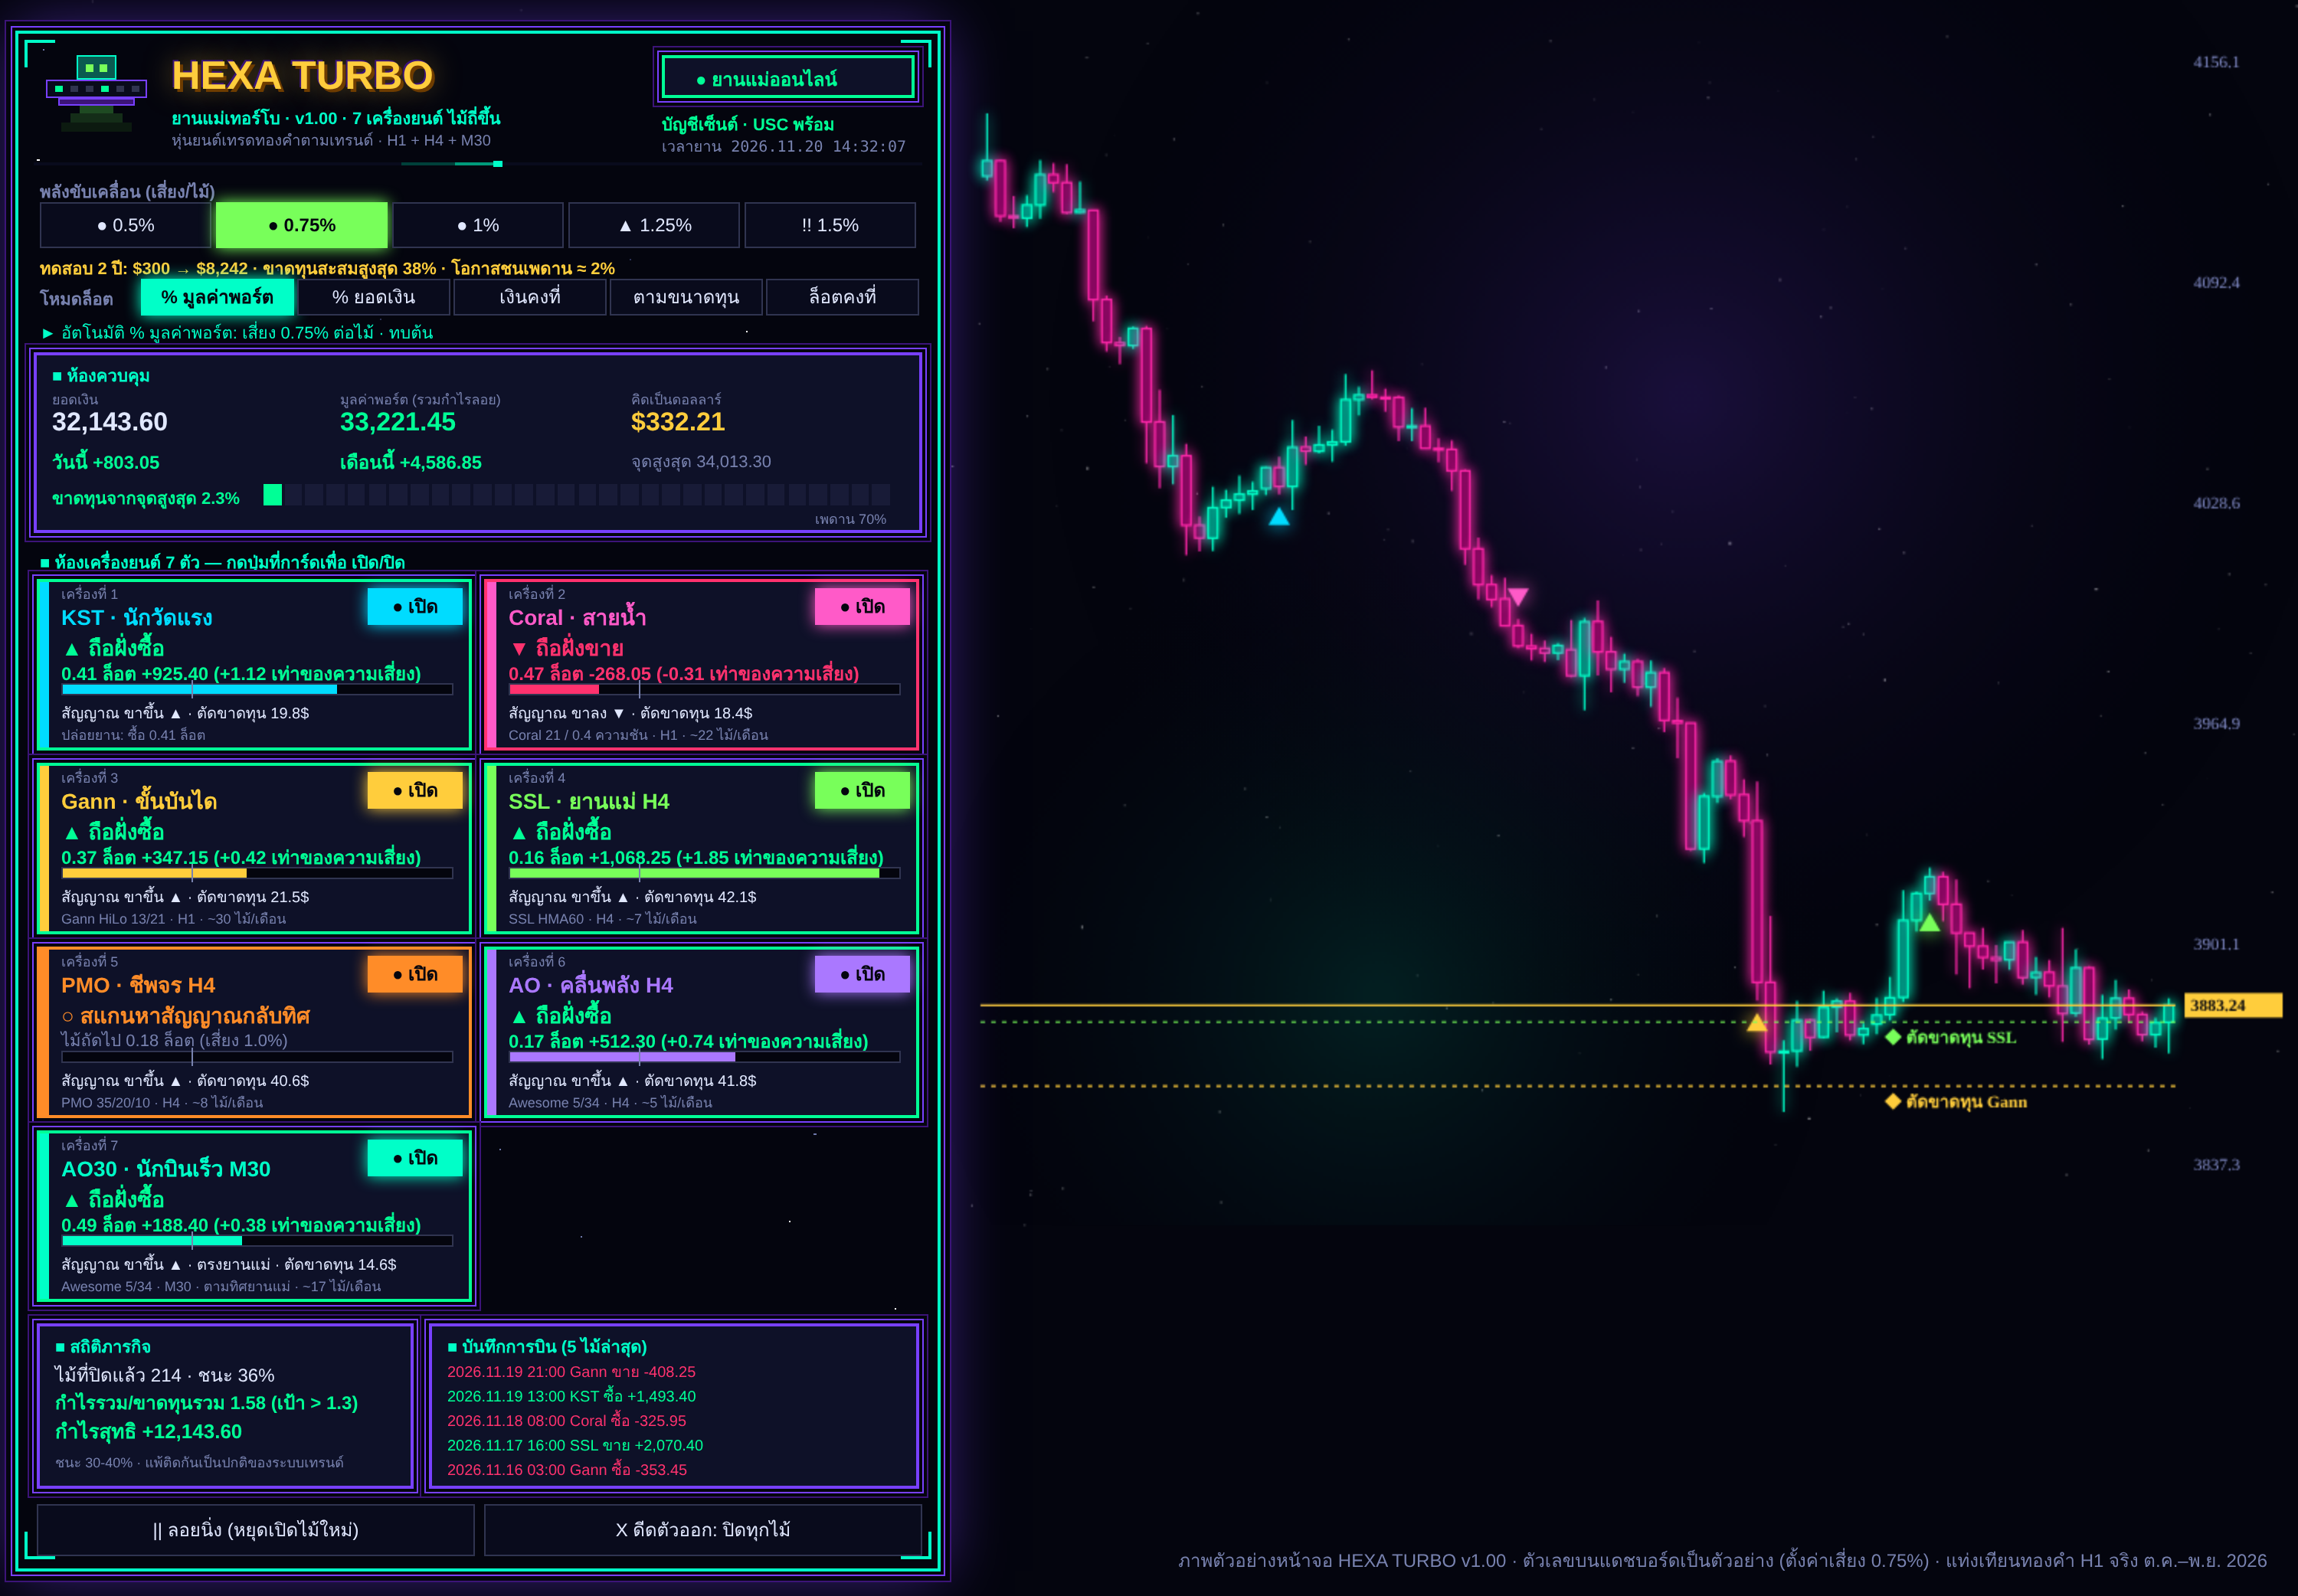 HEXA TURBO
ยานแม่เทอร์โบ · v1.00 · 7 เครื่องยนต์ ไม้ถี่ขึ้น
หุ่นยนต์เทรดทองคำตามเทรนด์ · H1 + H4 + M30
● ยานแม่ออนไลน์
บัญชีเซ็นต์ · USC พร้อม
เวลายาน 2026.11.20 14:32:07
พลังขับเคลื่อน (เสี่ยง/ไม้)
● 0.5%
● 0.75%
● 1%
▲ 1.25%
!! 1.5%
ทดสอบ 2 ปี: $300 → $8,242 · ขาดทุนสะสมสูงสุด 38% · โอกาสชนเพดาน ≈ 2%
โหมดล็อต
% มูลค่าพอร์ต
% ยอดเงิน
เงินคงที่
ตามขนาดทุน
ล็อตคงที่
► อัตโนมัติ % มูลค่าพอร์ต: เสี่ยง 0.75% ต่อไม้ · ทบต้น
■ ห้องควบคุม
ยอดเงิน
32,143.60
มูลค่าพอร์ต (รวมกำไรลอย)
33,221.45
คิดเป็นดอลลาร์
$332.21
วันนี้ +803.05
เดือนนี้ +4,586.85
จุดสูงสุด 34,013.30
ขาดทุนจากจุดสูงสุด 2.3%
เพดาน 70%
■ ห้องเครื่องยนต์ 7 ตัว — กดปุ่มที่การ์ดเพื่อ เปิด/ปิด
เครื่องที่ 1
KST · นักวัดแรง
● เปิด
▲ ถือฝั่งซื้อ
0.41 ล็อต +925.40 (+1.12 เท่าของความเสี่ยง)
สัญญาณ ขาขึ้น ▲ · ตัดขาดทุน 19.8$
ปล่อยยาน: ซื้อ 0.41 ล็อต
เครื่องที่ 2
Coral · สายน้ำ
● เปิด
▼ ถือฝั่งขาย
0.47 ล็อต -268.05 (-0.31 เท่าของความเสี่ยง)
สัญญาณ ขาลง ▼ · ตัดขาดทุน 18.4$
Coral 21 / 0.4 ความชัน · H1 · ~22 ไม้/เดือน
เครื่องที่ 3
Gann · ขั้นบันได
● เปิด
▲ ถือฝั่งซื้อ
0.37 ล็อต +347.15 (+0.42 เท่าของความเสี่ยง)
สัญญาณ ขาขึ้น ▲ · ตัดขาดทุน 21.5$
Gann HiLo 13/21 · H1 · ~30 ไม้/เดือน
เครื่องที่ 4
SSL · ยานแม่ H4
● เปิด
▲ ถือฝั่งซื้อ
0.16 ล็อต +1,068.25 (+1.85 เท่าของความเสี่ยง)
สัญญาณ ขาขึ้น ▲ · ตัดขาดทุน 42.1$
SSL HMA60 · H4 · ~7 ไม้/เดือน
เครื่องที่ 5
PMO · ชีพจร H4
● เปิด
○ สแกนหาสัญญาณกลับทิศ
ไม้ถัดไป 0.18 ล็อต (เสี่ยง 1.0%)
สัญญาณ ขาขึ้น ▲ · ตัดขาดทุน 40.6$
PMO 35/20/10 · H4 · ~8 ไม้/เดือน
เครื่องที่ 6
AO · คลื่นพลัง H4
● เปิด
▲ ถือฝั่งซื้อ
0.17 ล็อต +512.30 (+0.74 เท่าของความเสี่ยง)
สัญญาณ ขาขึ้น ▲ · ตัดขาดทุน 41.8$
Awesome 5/34 · H4 · ~5 ไม้/เดือน
เครื่องที่ 7
AO30 · นักบินเร็ว M30
● เปิด
▲ ถือฝั่งซื้อ
0.49 ล็อต +188.40 (+0.38 เท่าของความเสี่ยง)
สัญญาณ ขาขึ้น ▲ · ตรงยานแม่ · ตัดขาดทุน 14.6$
Awesome 5/34 · M30 · ตามทิศยานแม่ · ~17 ไม้/เดือน
■ สถิติภารกิจ
ไม้ที่ปิดแล้ว 214 · ชนะ 36%
กำไรรวม/ขาดทุนรวม 1.58 (เป้า > 1.3)
กำไรสุทธิ +12,143.60
ชนะ 30-40% · แพ้ติดกันเป็นปกติของระบบเทรนด์
■ บันทึกการบิน (5 ไม้ล่าสุด)
2026.11.19 21:00 Gann ขาย -408.25
2026.11.19 13:00 KST ซื้อ +1,493.40
2026.11.18 08:00 Coral ซื้อ -325.95
2026.11.17 16:00 SSL ขาย +2,070.40
2026.11.16 03:00 Gann ซื้อ -353.45
|| ลอยนิ่ง (หยุดเปิดไม้ใหม่)
X ดีดตัวออก: ปิดทุกไม้
4156.1
4092.4
4028.6
3964.9
3901.1
3883.24
◆ ตัดขาดทุน SSL
◆ ตัดขาดทุน Gann
3837.3
ภาพตัวอย่างหน้าจอ HEXA TURBO v1.00 · ตัวเลขบนแดชบอร์ดเป็นตัวอย่าง (ตั้งค่าเสี่ยง 0.75%) · แท่งเทียนทองคำ H1 จริง ต.ค.–พ.ย. 2026